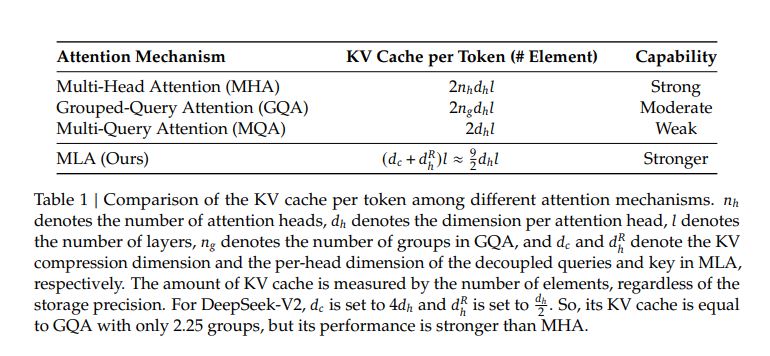 Attention Mechanism KV Cache per Token (# Element) Capability
Multi-Head Attention (MHA) 2n_h d_h l Strong
Grouped-Query Attention (GQA) 2n_g d_h l Moderate
Multi-Query Attention (MQA) 2d_h l Weak
MLA (Ours) (d_c + d_h^R)l ≈ 9/2 d_h l Stronger
Table 1 | Comparison of the KV cache per token among different attention mechanisms. n_h
denotes the number of attention heads, d_h denotes the dimension per attention head, l denotes
the number of layers, n_g denotes the number of groups in GQA, and d_c and d_h^R denote the KV
compression dimension and the per-head dimension of the decoupled queries and key in MLA,
respectively. The amount of KV cache is measured by the number of elements, regardless of the
storage precision. For DeepSeek-V2, d_c is set to 4d_h and d_h^R is set to d_h/2. So, its KV cache is equal
to GQA with only 2.25 groups, but its performance is stronger than MHA.